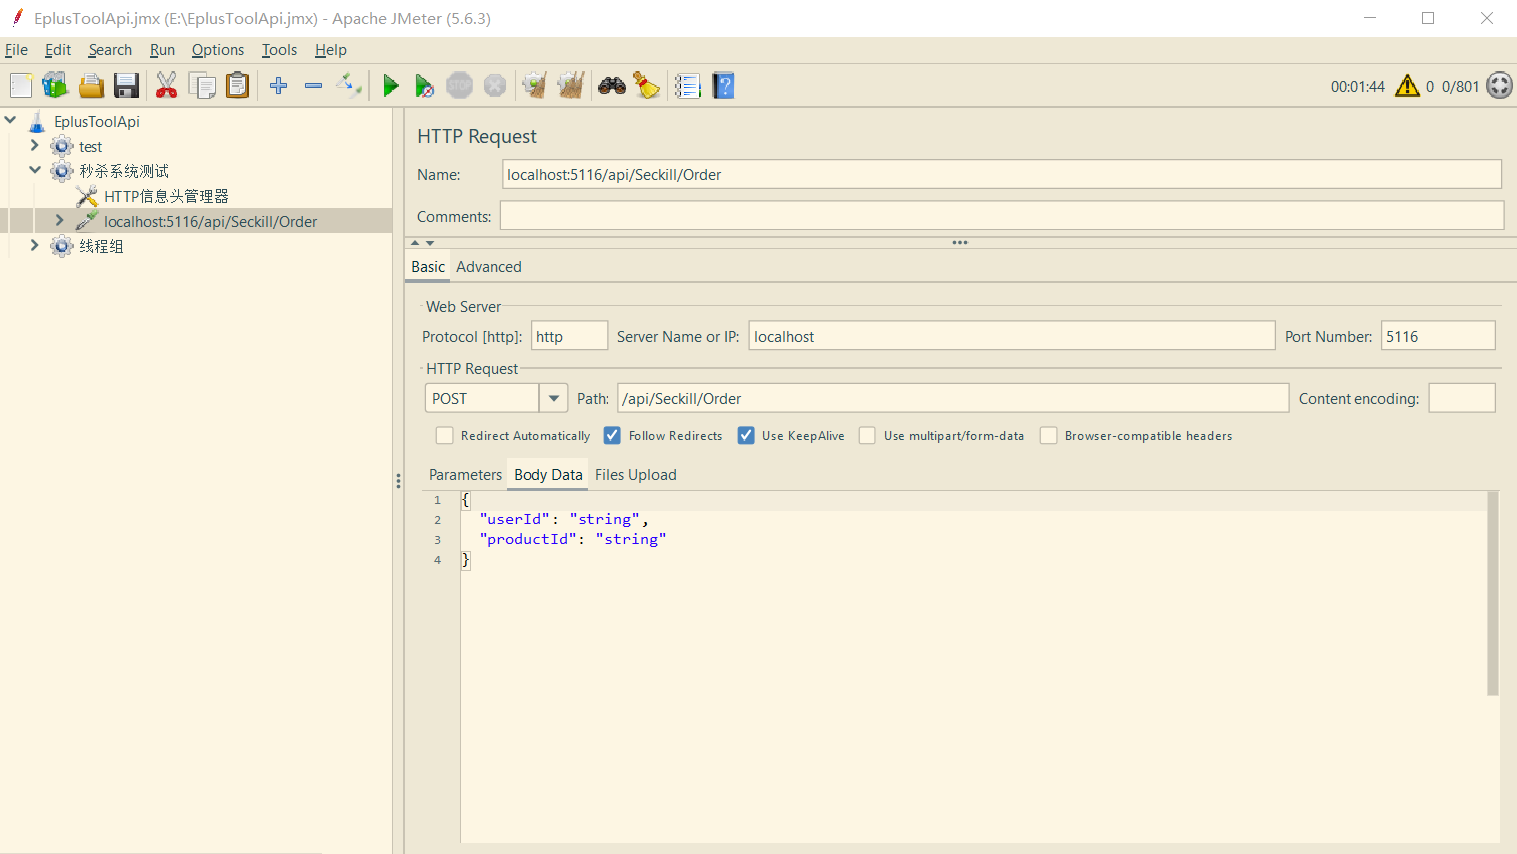 EplusToolApi.jmx (E:\EplusToolApi.jmx) - Apache JMeter (5.6.3)
File Edit Search Run Options Tools Help
STOP
00:01:44 0 0/801
EplusToolApi
test
秒杀系统测试
HTTP信息头管理器
localhost:5116/api/Seckill/Order
线程组
HTTP Request
Name: localhost:5116/api/Seckill/Order
Comments:
Basic Advanced
Web Server
Protocol [http]: http Server Name or IP: localhost Port Number: 5116
HTTP Request
POST Path: /api/Seckill/Order Content encoding:
Redirect Automatically Follow Redirects Use KeepAlive Use multipart/form-data Browser-compatible headers
Parameters Body Data Files Upload
1 {
2 "userId": "string",
3 "productId": "string"
4 }